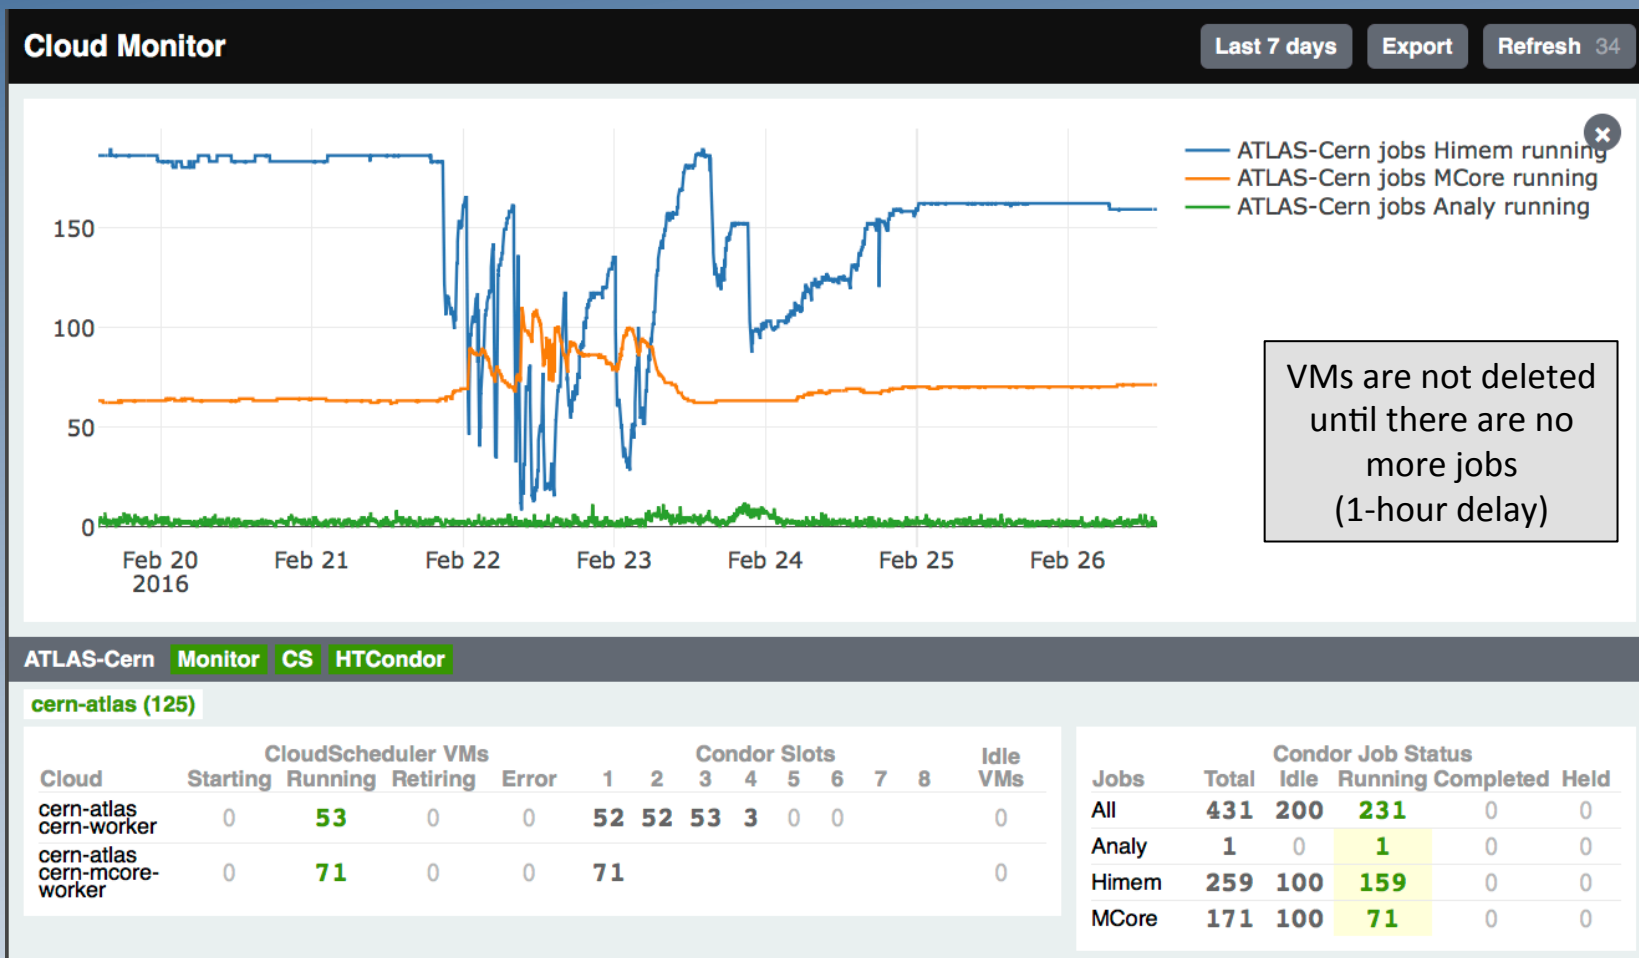 Cloud Monitor
Last 7 days Export Refresh 34
ATLAS-Cern jobs Himem running
ATLAS-Cern jobs MCore running
ATLAS-Cern jobs Analy running
150
100
50
0
Feb 20 Feb 21 Feb 22 Feb 23 Feb 24 Feb 25 Feb 26
2016
VMs are not deleted
until there are no
more jobs
(1-hour delay)
ATLAS-Cern Monitor CS HTCondor
cern-atlas (125)
CloudScheduler VMs Condor Slots Idle
Cloud Starting Running Retiring Error 1 2 3 4 5 6 7 8 VMs
cern-atlas
cern-worker 0 53 0 0 52 52 53 3 0 0 0
cern-atlas
cern-mcore-
worker 0 71 0 0 71 0
Condor Job Status
Jobs Total Idle Running Completed Held
All 431 200 231 0 0
Analy 1 0 1 0 0
Himem 259 100 159 0 0
MCore 171 100 71 0 0